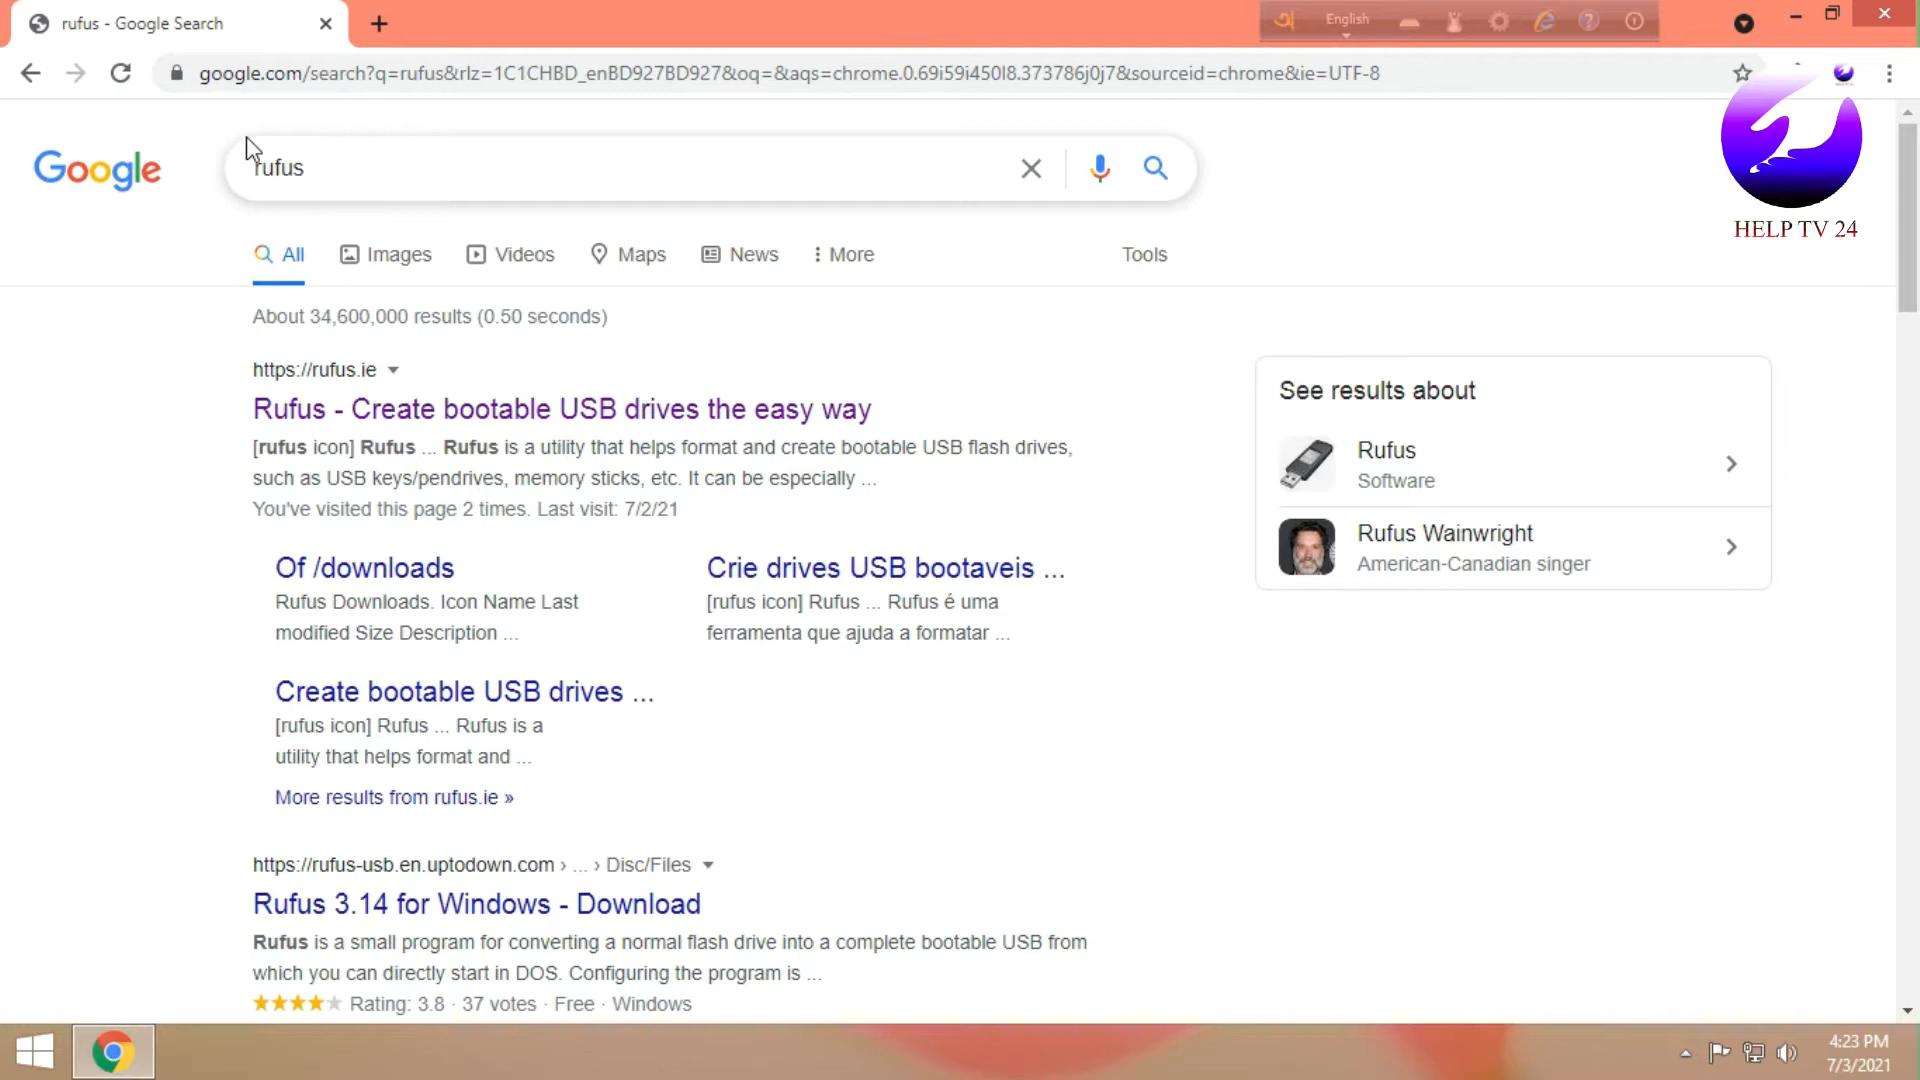 rufus - Google Search
English
google.com/search?q=rufus&rlz=1C1CHBD_enBD927BD927&oq=&aqs=chrome.0.69i59i450l8.373786j0j7&sourceid=chrome&ie=UTF-8
Google
rufus
HELP TV 24
All
Images
Videos
Maps
News
More
Tools
About 34,600,000 results (0.50 seconds)
https://rufus.ie
Rufus - Create bootable USB drives the easy way
[rufus icon] Rufus ... Rufus is a utility that helps format and create bootable USB flash drives,
such as USB keys/pendrives, memory sticks, etc. It can be especially ...
You've visited this page 2 times. Last visit: 7/2/21
Of /downloads
Rufus Downloads. Icon Name Last
modified Size Description ...
Crie drives USB bootaveis ...
[rufus icon] Rufus ... Rufus é uma
ferramenta que ajuda a formatar ...
Create bootable USB drives ...
[rufus icon] Rufus ... Rufus is a
utility that helps format and ...
More results from rufus.ie »
https://rufus-usb.en.uptodown.com › ... › Disc/Files
Rufus 3.14 for Windows - Download
Rufus is a small program for converting a normal flash drive into a complete bootable USB from
which you can directly start in DOS. Configuring the program is ...
Rating: 3.8 · 37 votes · Free · Windows
See results about
Rufus
Software
Rufus Wainwright
American-Canadian singer
4:23 PM
7/3/2021